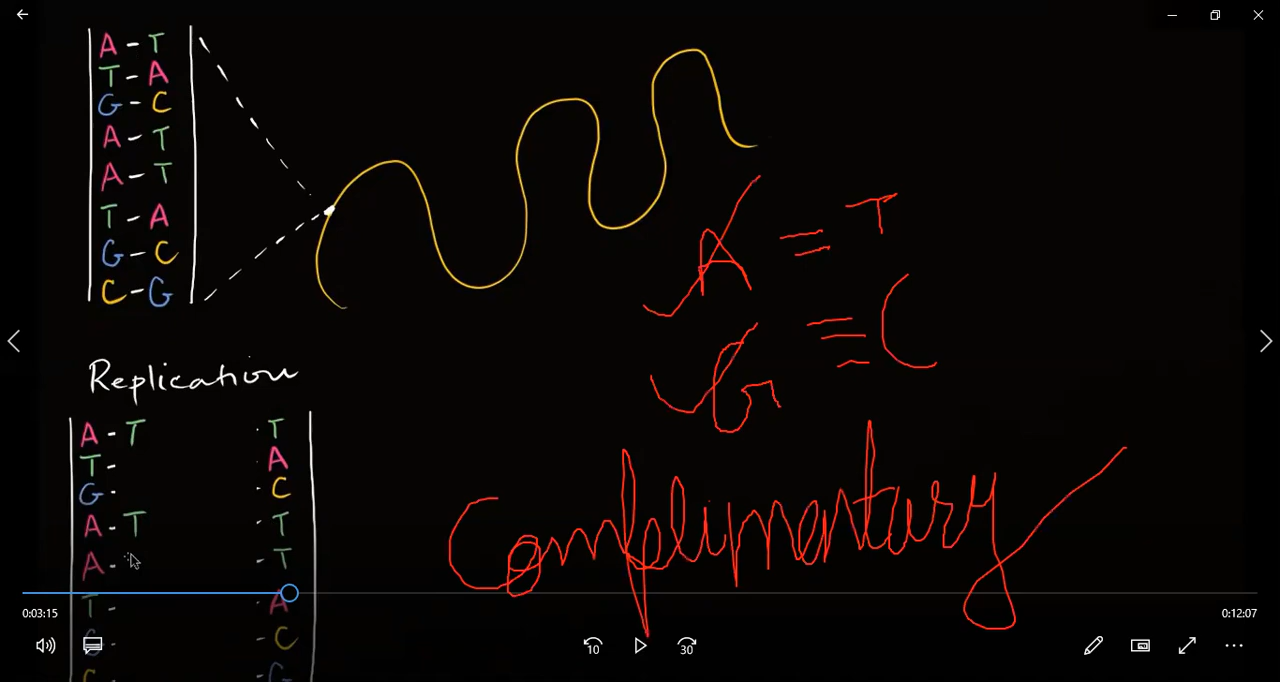 A - T
T - A
G - C
A - T
A - T
T - A
G - C
C - G
A = T
G ≡ C
Replication
A - T · T
T - · A
G - · C
A - T - T
A - - T
T - · A
G - - C
C - G
Complimentary
0:03:15
0:12:07
10
30